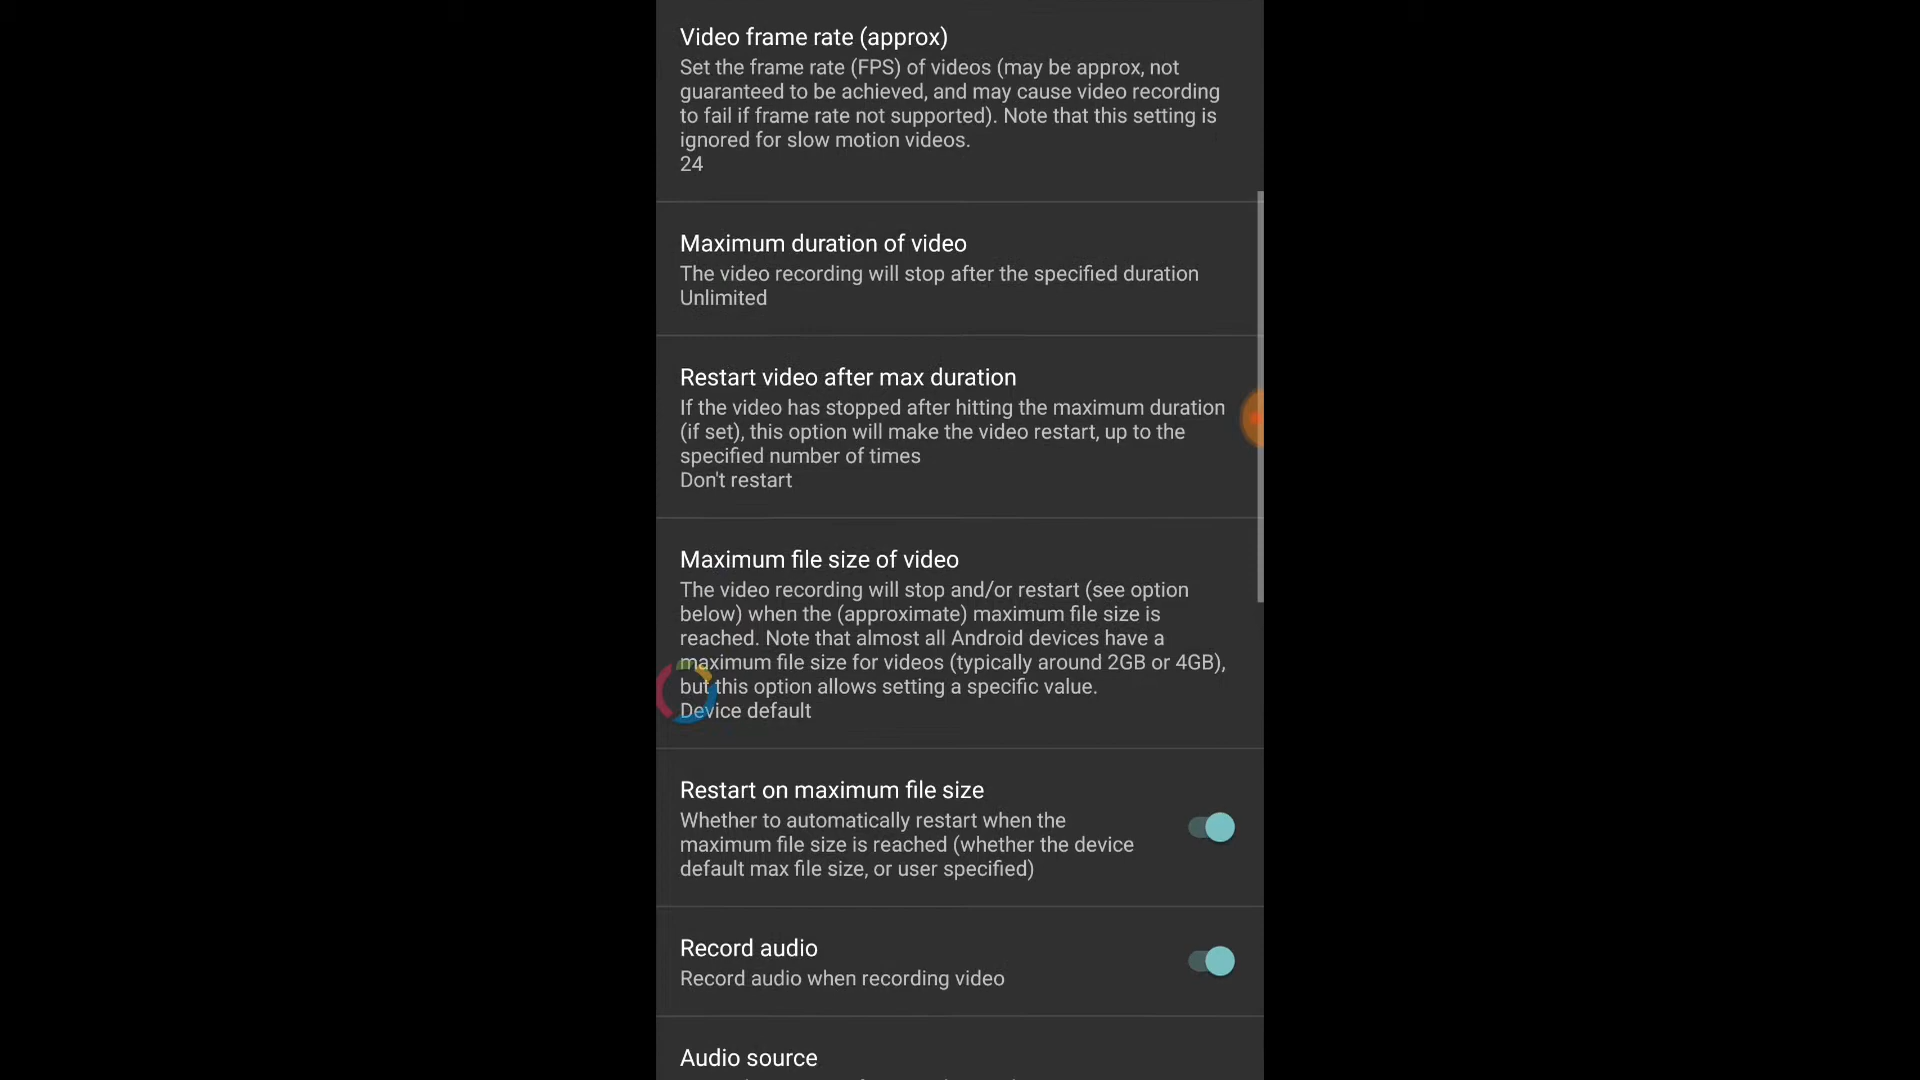 Video frame rate (approx)
Set the frame rate (FPS) of videos (may be approx, not
guaranteed to be achieved, and may cause video recording
to fail if frame rate not supported). Note that this setting is
ignored for slow motion videos.
24
Maximum duration of video
The video recording will stop after the specified duration
Unlimited
Restart video after max duration
If the video has stopped after hitting the maximum duration
(if set), this option will make the video restart, up to the
specified number of times
Don't restart
Maximum file size of video
The video recording will stop and/or restart (see option
below) when the (approximate) maximum file size is
reached. Note that almost all Android devices have a
maximum file size for videos (typically around 2GB or 4GB),
but this option allows setting a specific value.
Device default
Restart on maximum file size
Whether to automatically restart when the
maximum file size is reached (whether the device
default max file size, or user specified)
Record audio
Record audio when recording video
Audio source